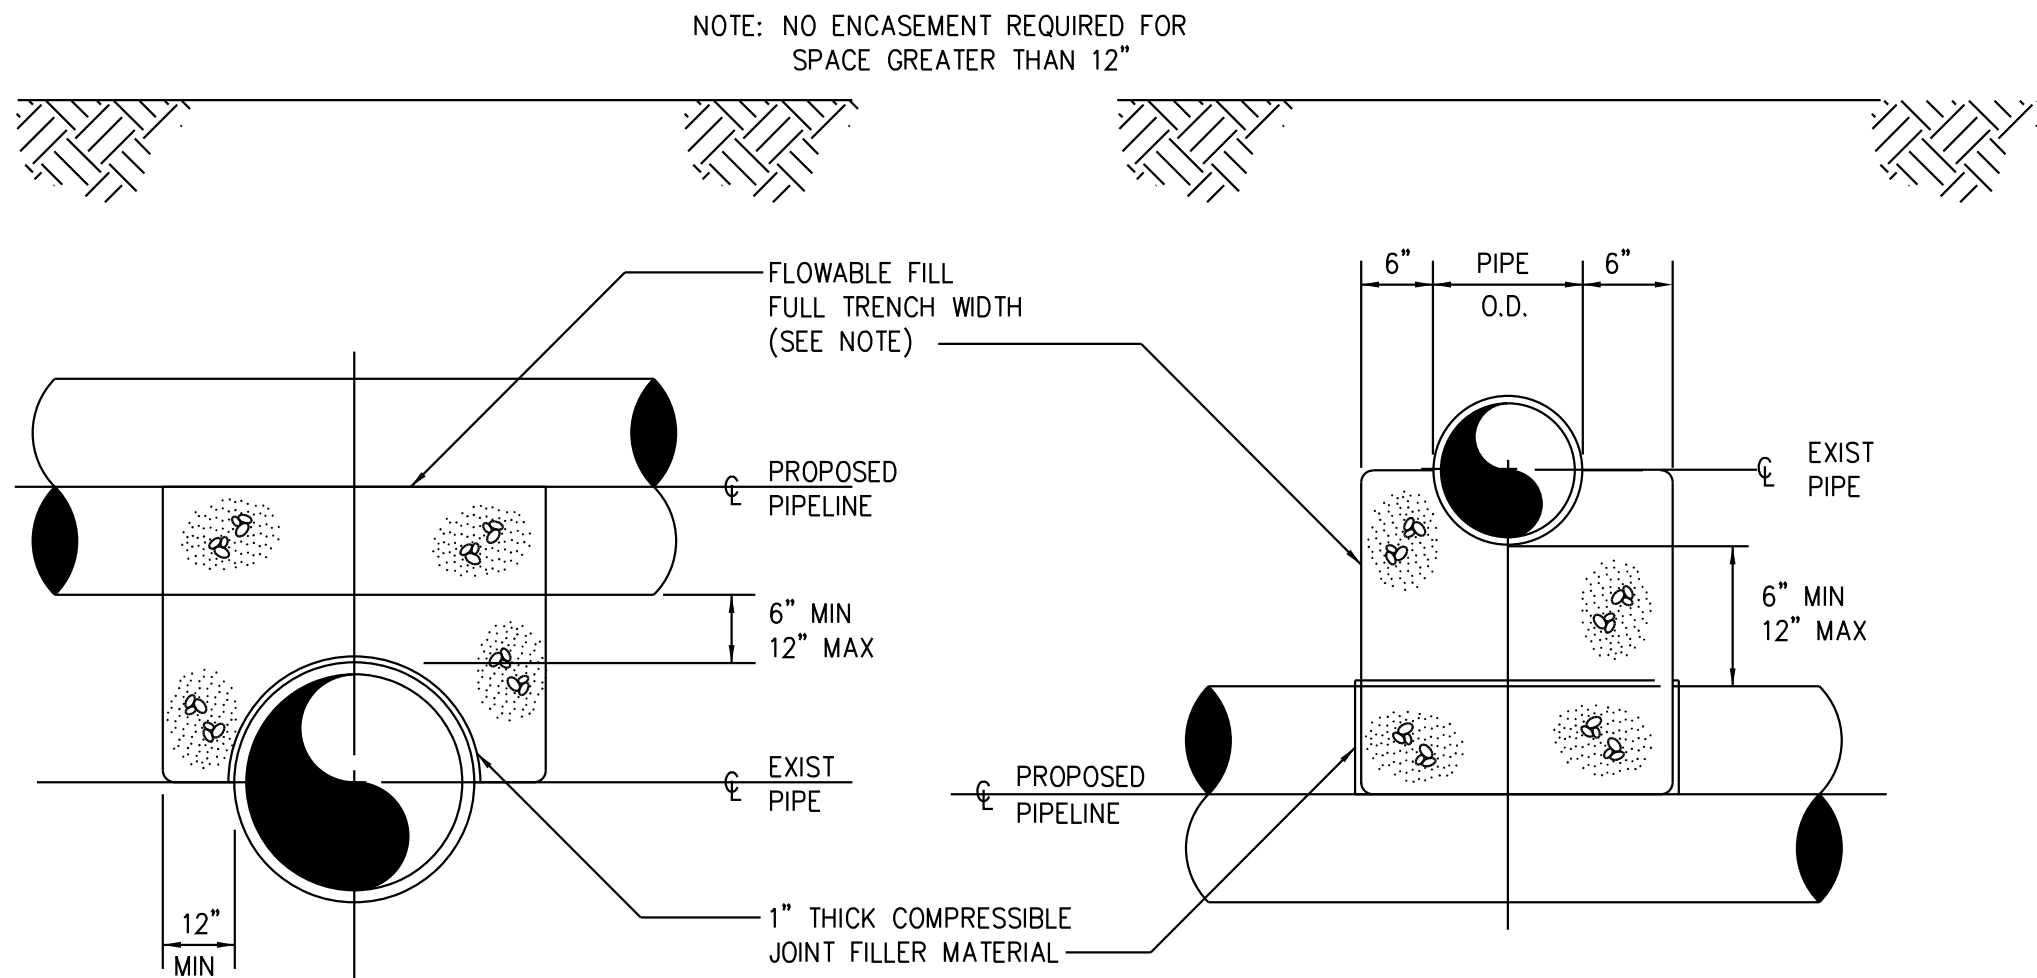 NOTE: NO ENCASEMENT REQUIRED FOR
SPACE GREATER THAN 12"
FLOWABLE FILL
FULL TRENCH WIDTH
(SEE NOTE)
6" PIPE 6"
O.D.
PROPOSED
PIPELINE
EXIST
PIPE
6" MIN
12" MAX
6" MIN
12" MAX
EXIST
PIPE
PROPOSED
PIPELINE
12"
MIN
1" THICK COMPRESSIBLE
JOINT FILLER MATERIAL